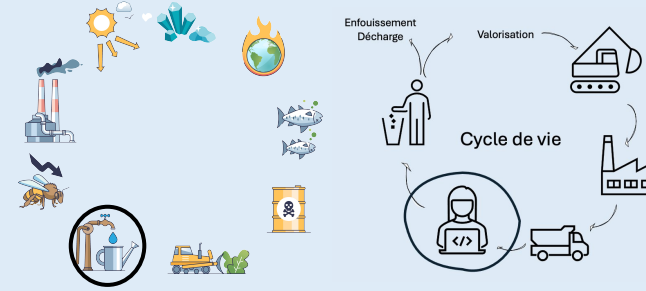 Enfouissement
Décharge
Valorisation
Cycle de vie
</>